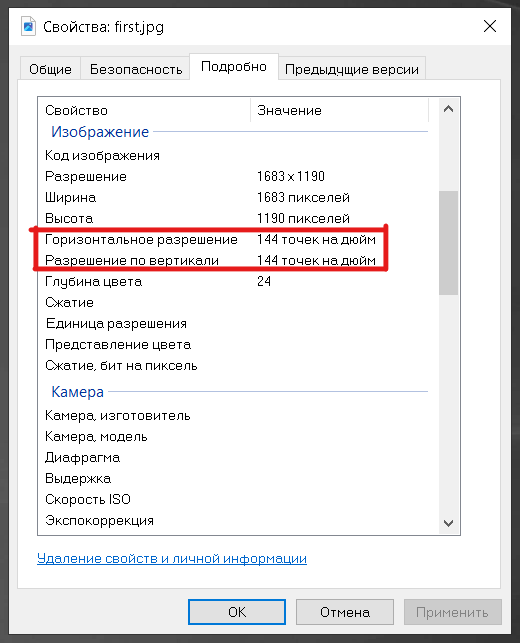 Свойства: first.jpg
Общие Безопасность Подробно Предыдущие версии
Свойство Значение
Изображение
Код изображения
Разрешение 1683 x 1190
Ширина 1683 пикселей
Высота 1190 пикселей
Горизонтальное разрешение 144 точек на дюйм
Разрешение по вертикали 144 точек на дюйм
Глубина цвета 24
Сжатие
Единица разрешения
Представление цвета
Сжатие, бит на пиксель
Камера
Камера, изготовитель
Камера, модель
Диафрагма
Выдержка
Скорость ISO
Экспокоррекция
Удаление свойств и личной информации
ОК Отмена Применить